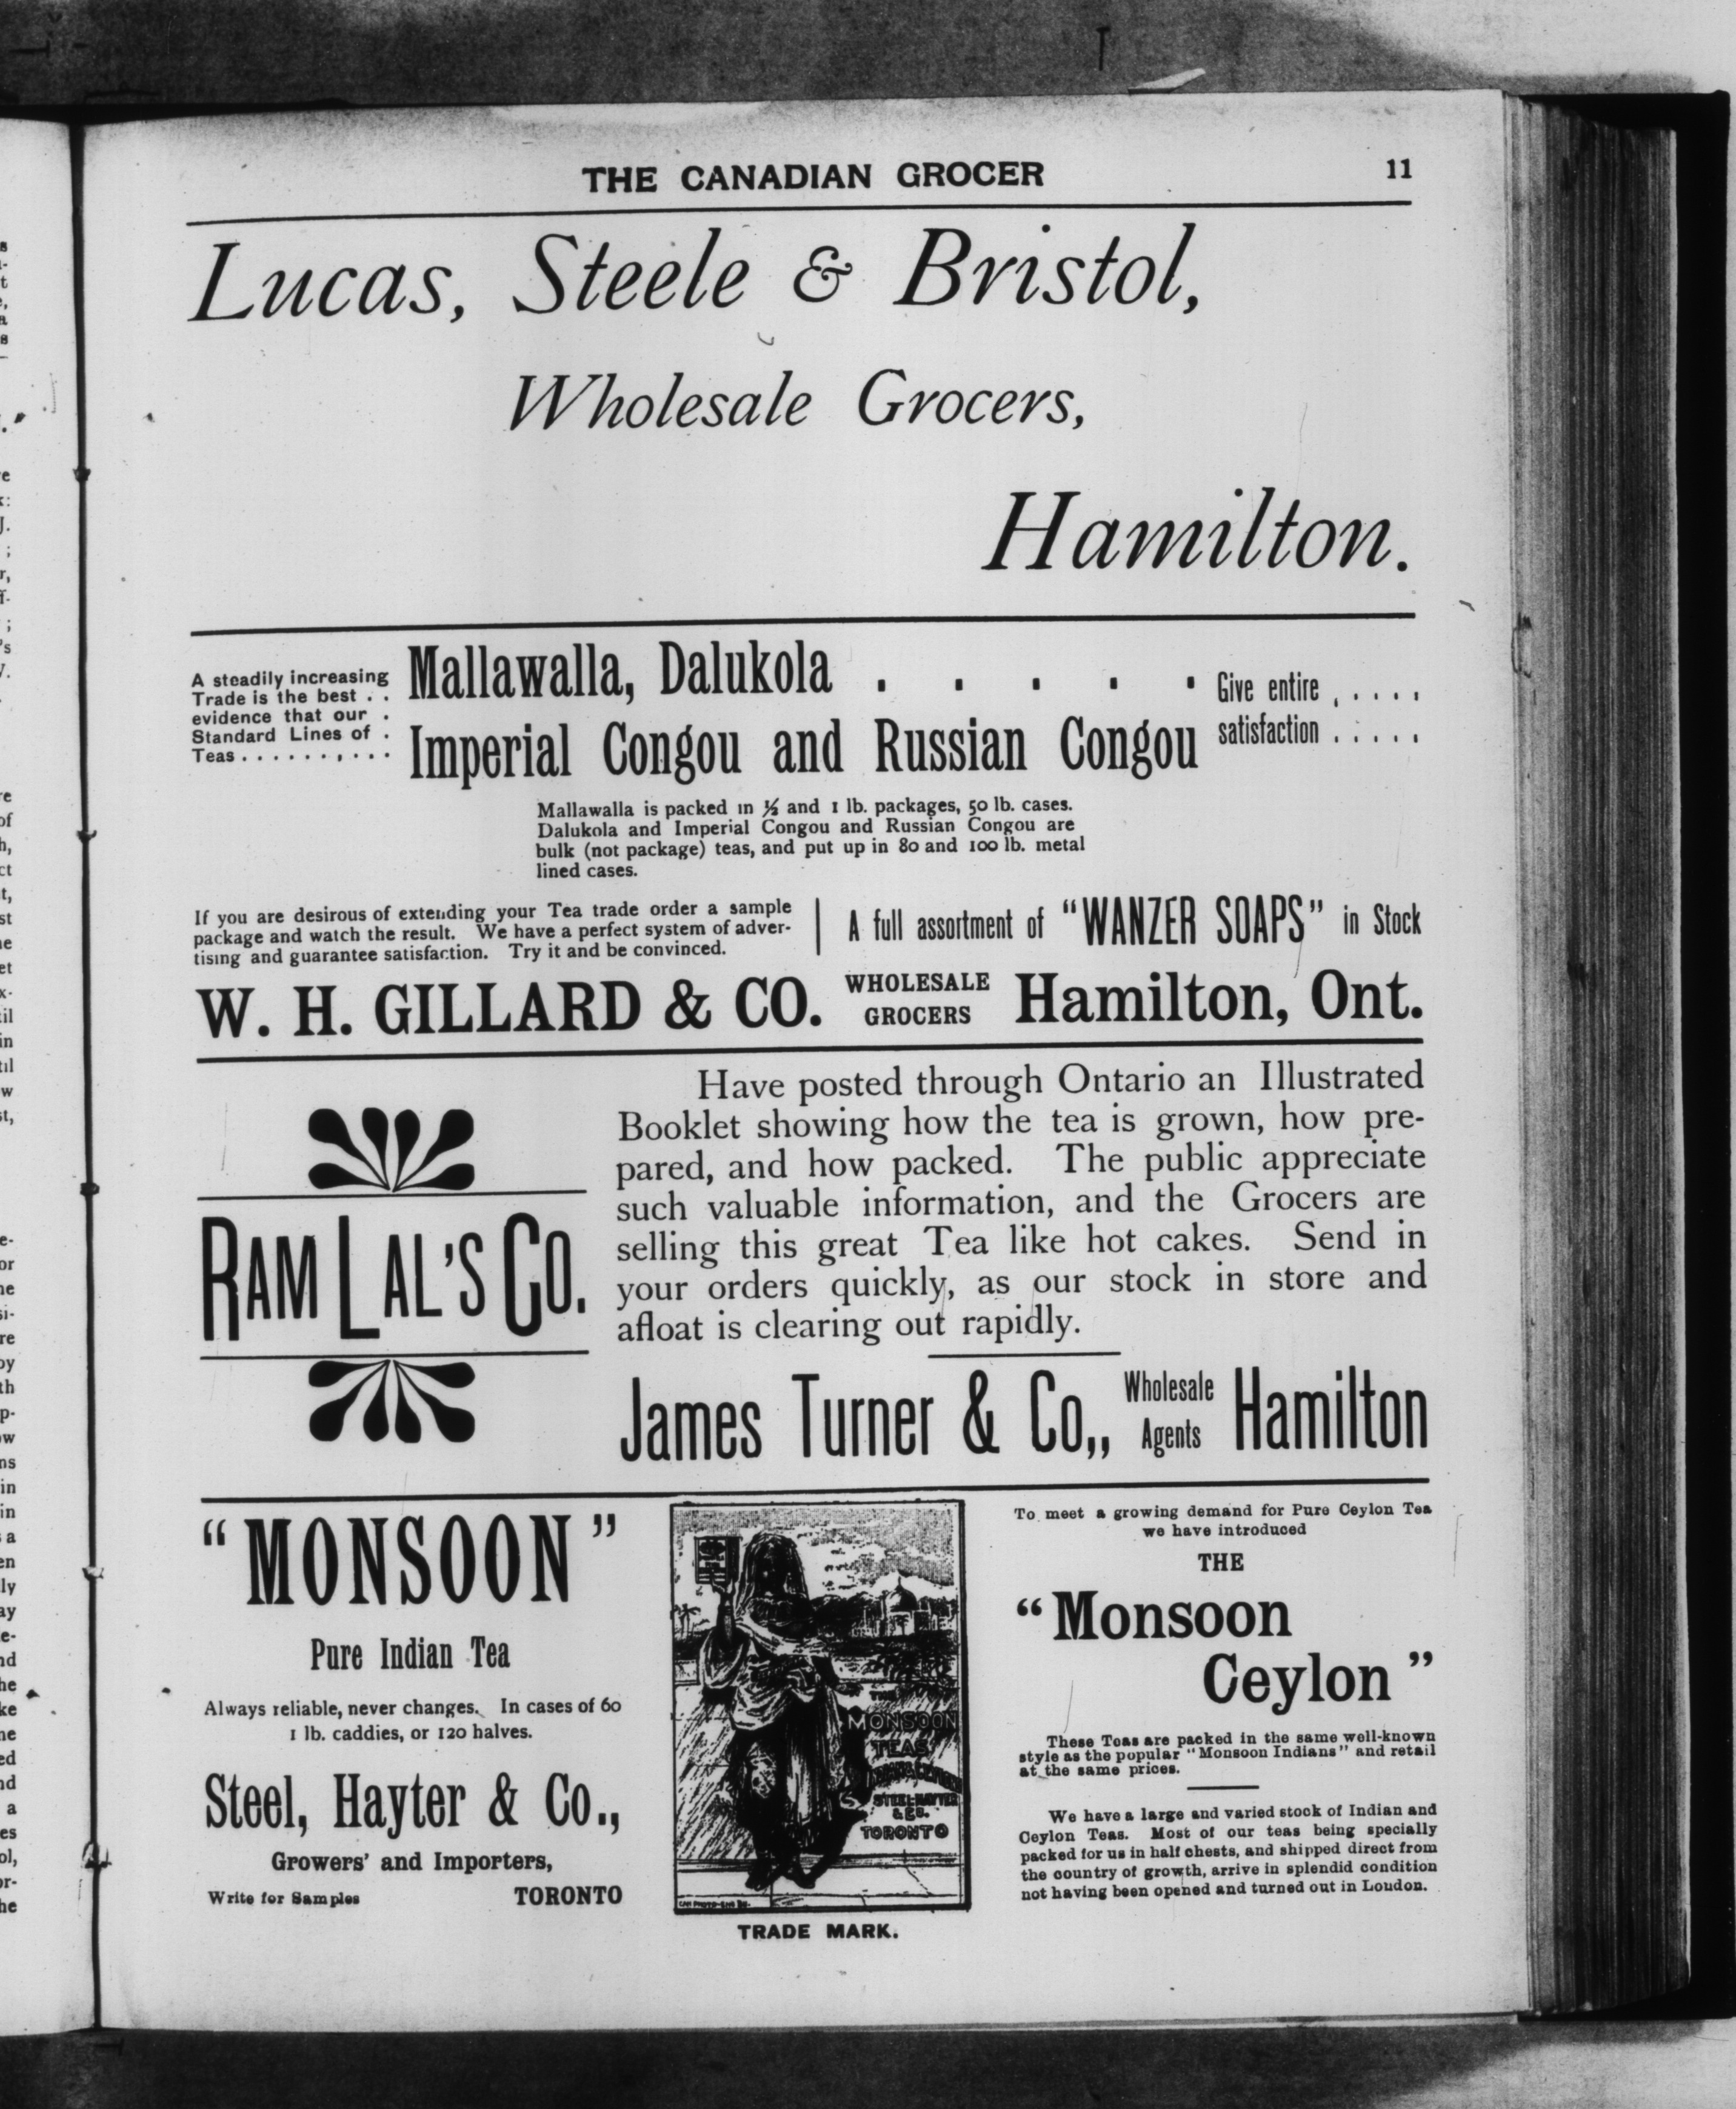 THE CANADIAN GROCER 11
Lucas, Steele & Bristol,
Wholesale Grocers,
Hamilton.
A steadily increasing
Trade is the best . .
evidence that our .
Standard Lines of .
Teas . . . . . . , . . .
Mallawalla, Dalukola . . . . .
Imperial Congou and Russian Congou
Give entire , . . . .
satisfaction . . . . .
Mallawalla is packed in ½ and 1 lb. packages, 50 lb. cases.
Dalukola and Imperial Congou and Russian Congou are
bulk (not package) teas, and put up in 80 and 100 lb. metal
lined cases.
If you are desirous of extending your Tea trade order a sample
package and watch the result. We have a perfect system of adver-
tising and guarantee satisfaction. Try it and be convinced.
A full assortment of "WANZER SOAPS" in Stock
W. H. GILLARD & CO. WHOLESALE GROCERS Hamilton, Ont.
RAM LAL'S CO.
Have posted through Ontario an Illustrated
Booklet showing how the tea is grown, how pre-
pared, and how packed. The public appreciate
such valuable information, and the Grocers are
selling this great Tea like hot cakes. Send in
your orders quickly, as our stock in store and
afloat is clearing out rapidly.
James Turner & Co,, Wholesale Agents Hamilton
"MONSOON"
Pure Indian Tea
Always reliable, never changes. In cases of 60
1 lb. caddies, or 120 halves.
Steel, Hayter & Co.,
Growers' and Importers,
Write for Samples TORONTO
THE
MONSOON
TEAS
STEEL HAYTER
& CO.
TORONTO
TRADE MARK.
To meet a growing demand for Pure Ceylon Tea
we have introduced
THE
"Monsoon
Ceylon"
These Teas are packed in the same well-known
style as the popular "Monsoon Indians" and retail
at the same prices.
We have a large and varied stock of Indian and
Ceylon Teas. Most of our teas being specially
packed for us in half chests, and shipped direct from
the country of growth, arrive in splendid condition
not having been opened and turned out in London.